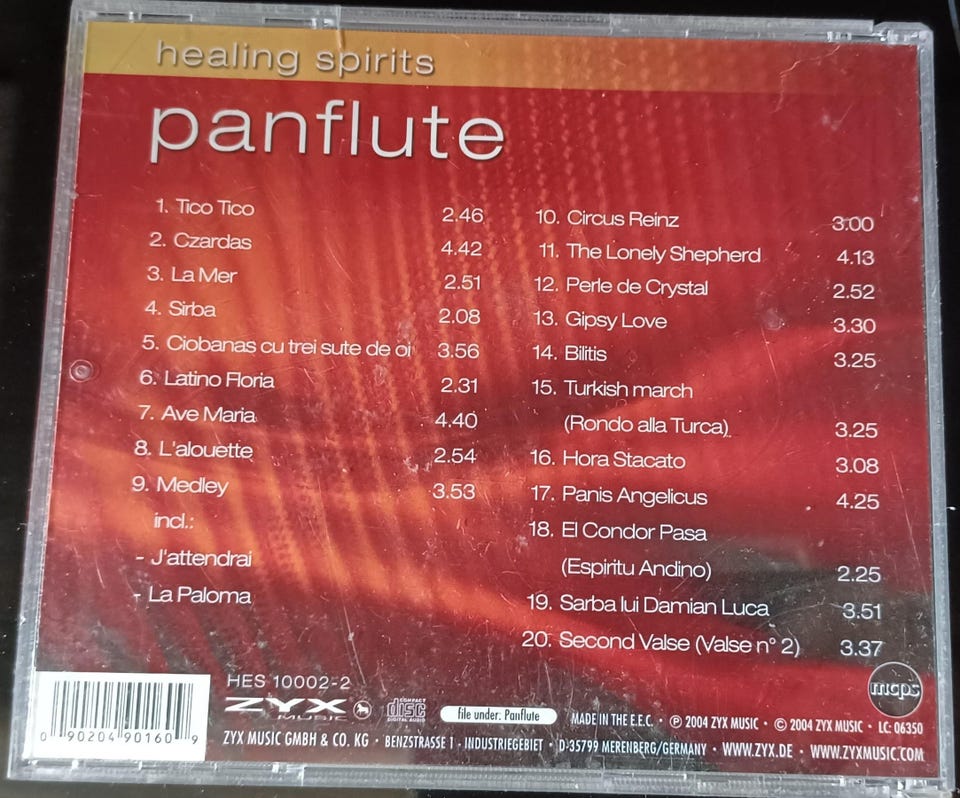 healing spirits
panflute
1. Tico Tico 2.46
2. Czardas 4.42
3. La Mer 2.51
4. Sirba 2.08
5. Ciobanas cu trei sute de oi 3.56
6. Latino Floria 2.31
7. Ave Maria 4.40
8. L'alouette 2.54
9. Medley 3.53
incl.:
- J'attendrai
- La Paloma
10. Circus Reinz 3.00
11. The Lonely Shepherd 4.13
12. Perle de Crystal 2.52
13. Gipsy Love 3.30
14. Bilitis 3.25
15. Turkish march
(Rondo alla Turca) 3.25
16. Hora Stacato 3.08
17. Panis Angelicus 4.25
18. El Condor Pasa
(Espiritu Andino) 2.25
19. Sarba lui Damian Luca 3.51
20. Second Valse (Valse n° 2) 3.37
mcps
0 90204 90160 9
HES 10002-2
ZYX MUSIC
COMPACT disc DIGITAL AUDIO
file under: Panflute
MADE IN THE E.E.C. · ℗ 2004 ZYX MUSIC · © 2004 ZYX MUSIC · LC: 06350
ZYX MUSIC GMBH & CO. KG · BENZSTRASSE 1 · INDUSTRIEGEBIET · D-35799 MERENBERG/GERMANY · WWW.ZYX.DE · WWW.ZYXMUSIC.COM